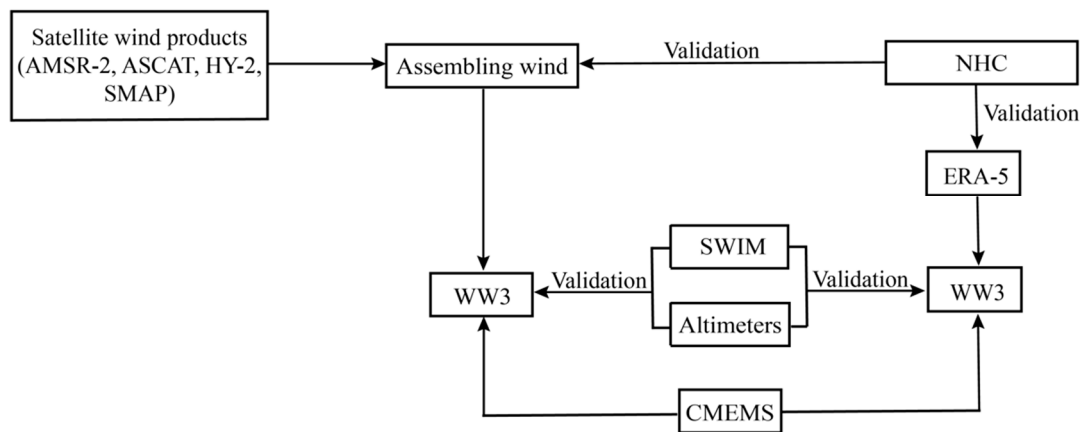 Satellite wind products
(AMSR-2, ASCAT, HY-2,
SMAP)
Assembling wind
Validation
NHC
Validation
ERA-5
SWIM
WW3
Validation
Validation
WW3
Altimeters
CMEMS